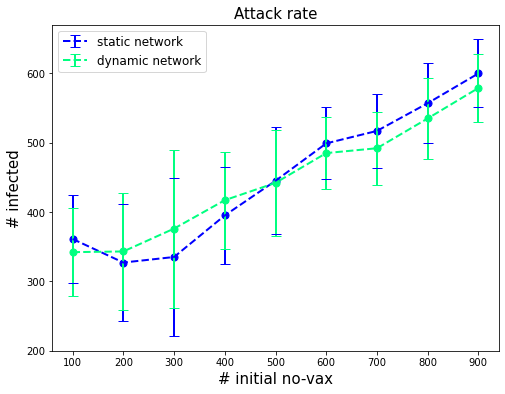 Attack rate
static network
dynamic network
# infected
600
500
400
300
200
100 200 300 400 500 600 700 800 900
# initial no-vax